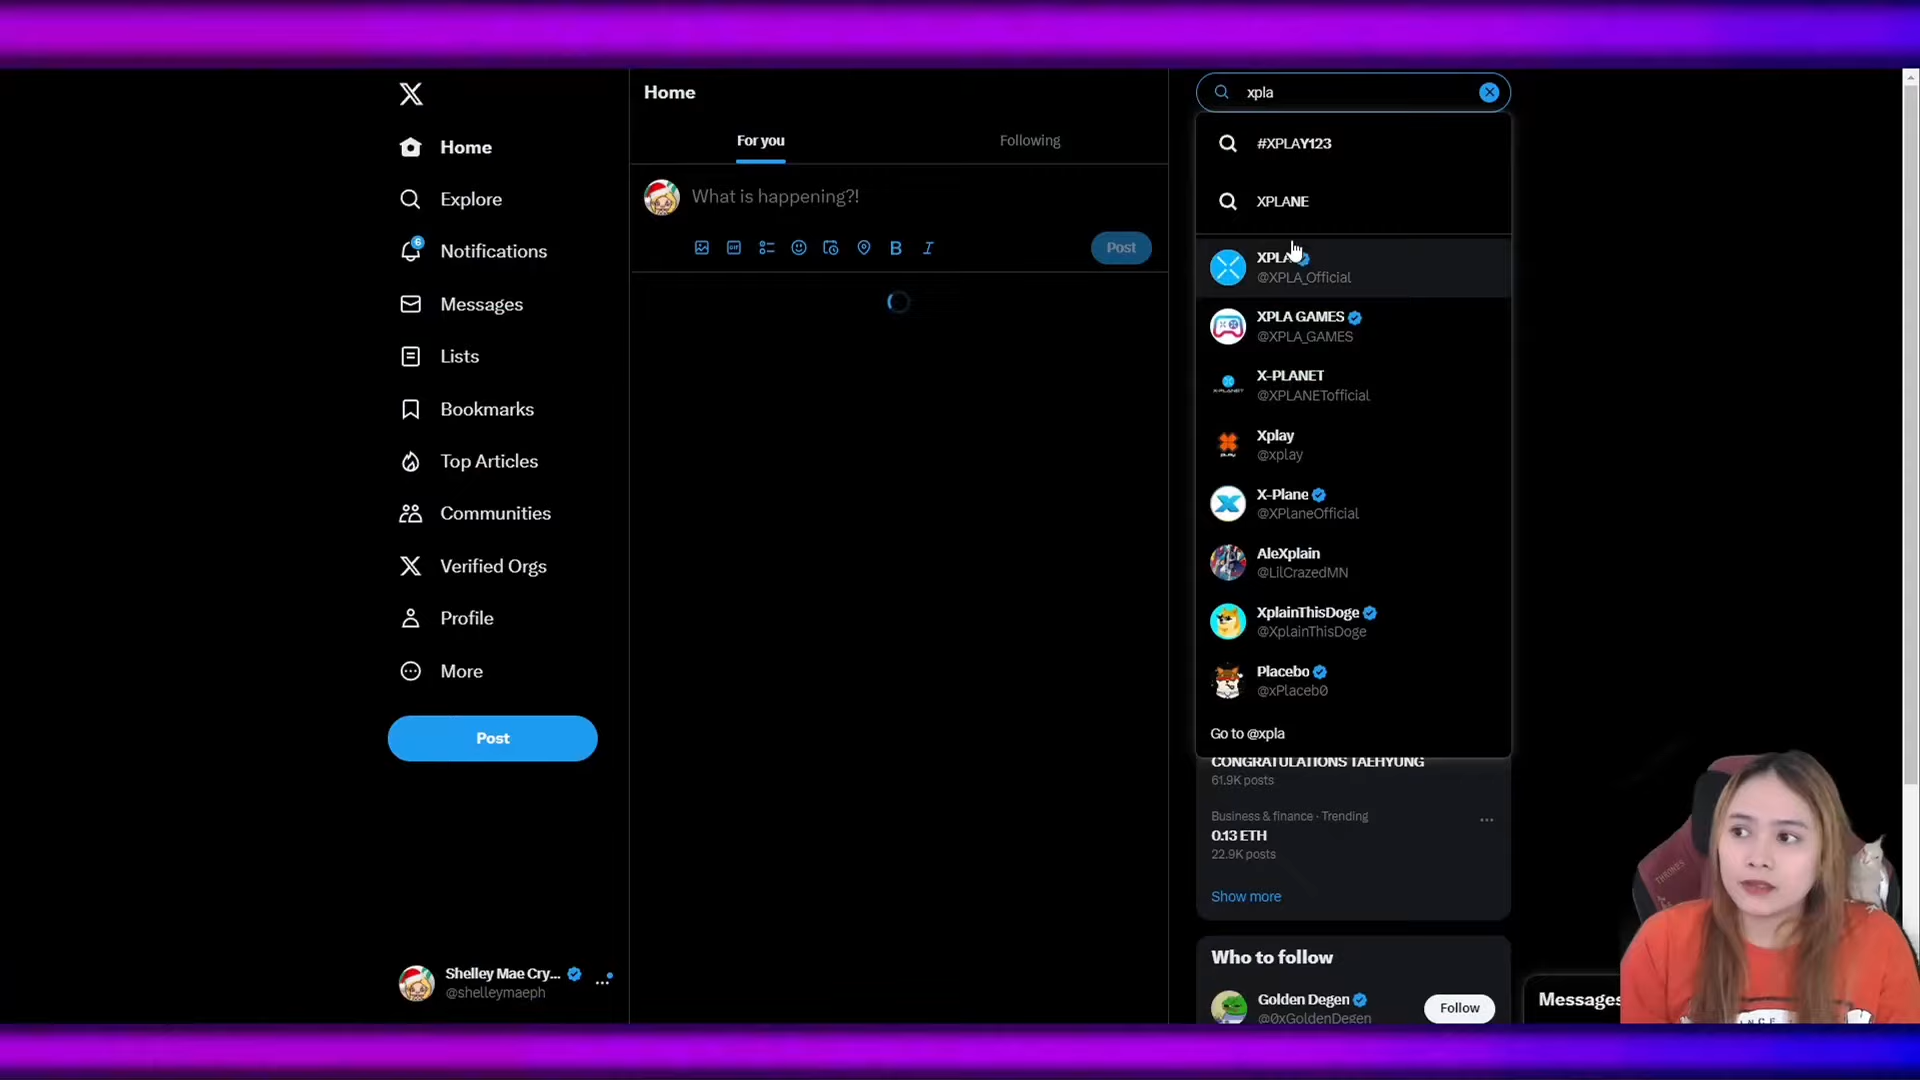 Home
Explore
6
Notifications
Messages
Lists
Bookmarks
Top Articles
Communities
Verified Orgs
Profile
More
Post
Shelley Mae Cry...
@shelleymaeph
Home
For you
Following
What is happening?!
GIF
B I
Post
xpla
#XPLAY123
XPLANE
XPLA
@XPLA_Official
XPLA GAMES
@XPLA_GAMES
X-PLANET
@XPLANETofficial
Xplay
@xplay
X-Plane
@XPlaneOfficial
AleXplain
@LilCrazedMN
XplainThisDoge
@XplainThisDoge
Placebo
@xPlaceb0
Go to @xpla
CONGRATULATIONS TAEHYUNG
61.9K posts
Business & finance · Trending
0.13 ETH
22.9K posts
Show more
Who to follow
Golden Degen
@0xGoldenDegen
Follow
Messages